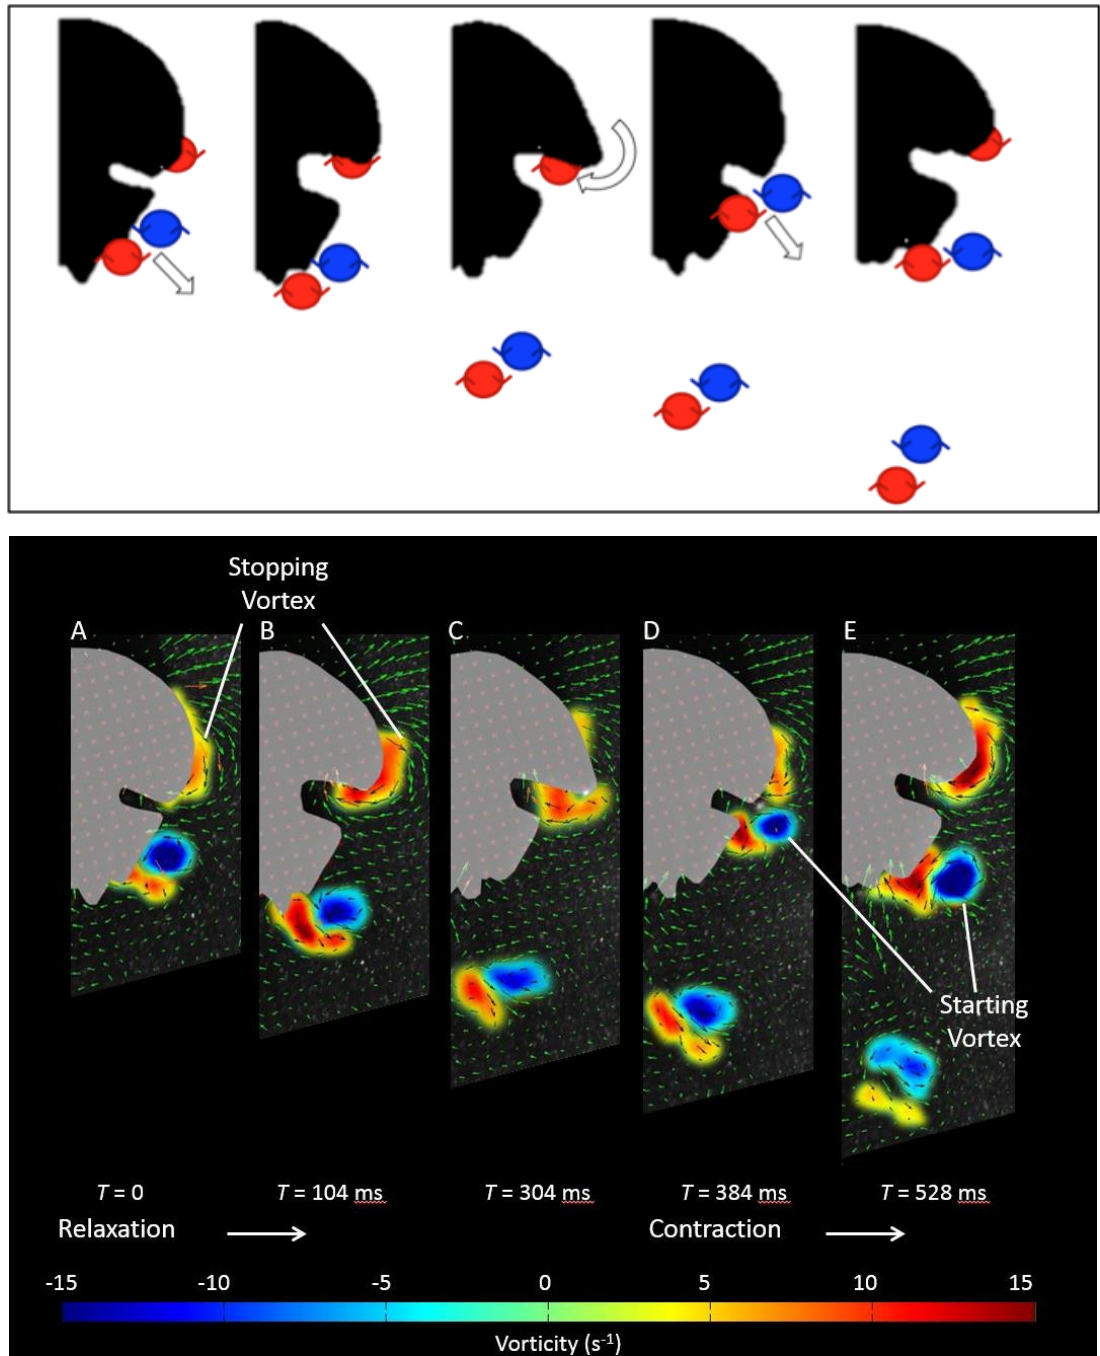 Stopping
Vortex
A B C D E
Starting
Vortex
T = 0 T = 104 ms T = 304 ms T = 384 ms T = 528 ms
Relaxation Contraction
-15 -10 -5 0 5 10 15
Vorticity (s-1)